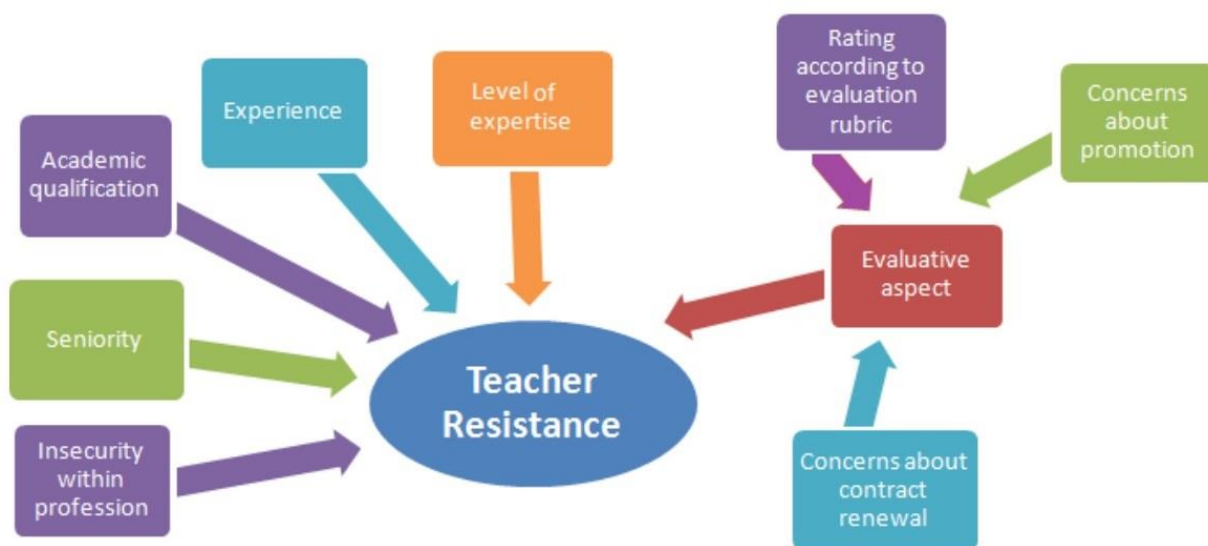 Academic
qualification
Experience
Level of
expertise
Rating
according to
evaluation
rubric
Concerns
about
promotion
Seniority
Evaluative
aspect
Teacher
Resistance
Insecurity
within
profession
Concerns about
contract
renewal